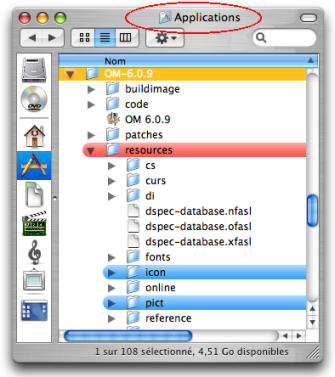 Applications
Nom
OM-6.0.9
buildimage
code
OM 6.0.9
patches
resources
cs
curs
di
dspec-database.nfasl
dspec-database.ofasl
dspec-database.xfasl
fonts
icon
online
pict
reference
1 sur 108 sélectionné, 4,51 Go disponibles